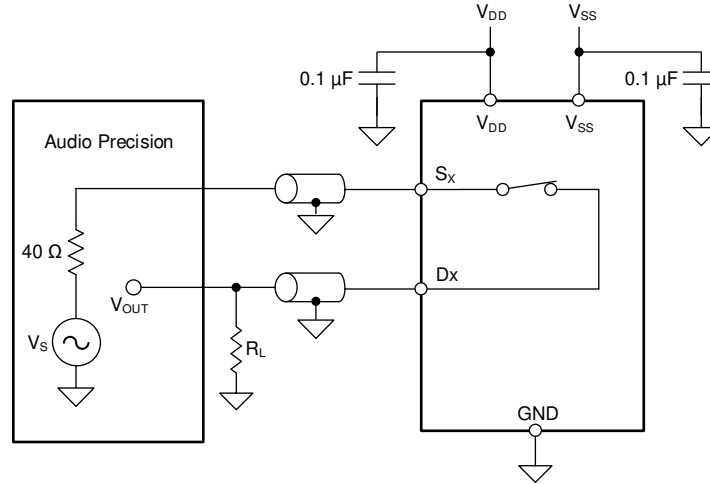 VDD
VSS
0.1 µF
0.1 µF
VDD
VSS
Audio Precision
SX
40 Ω
Dx
VOUT
VS
RL
GND